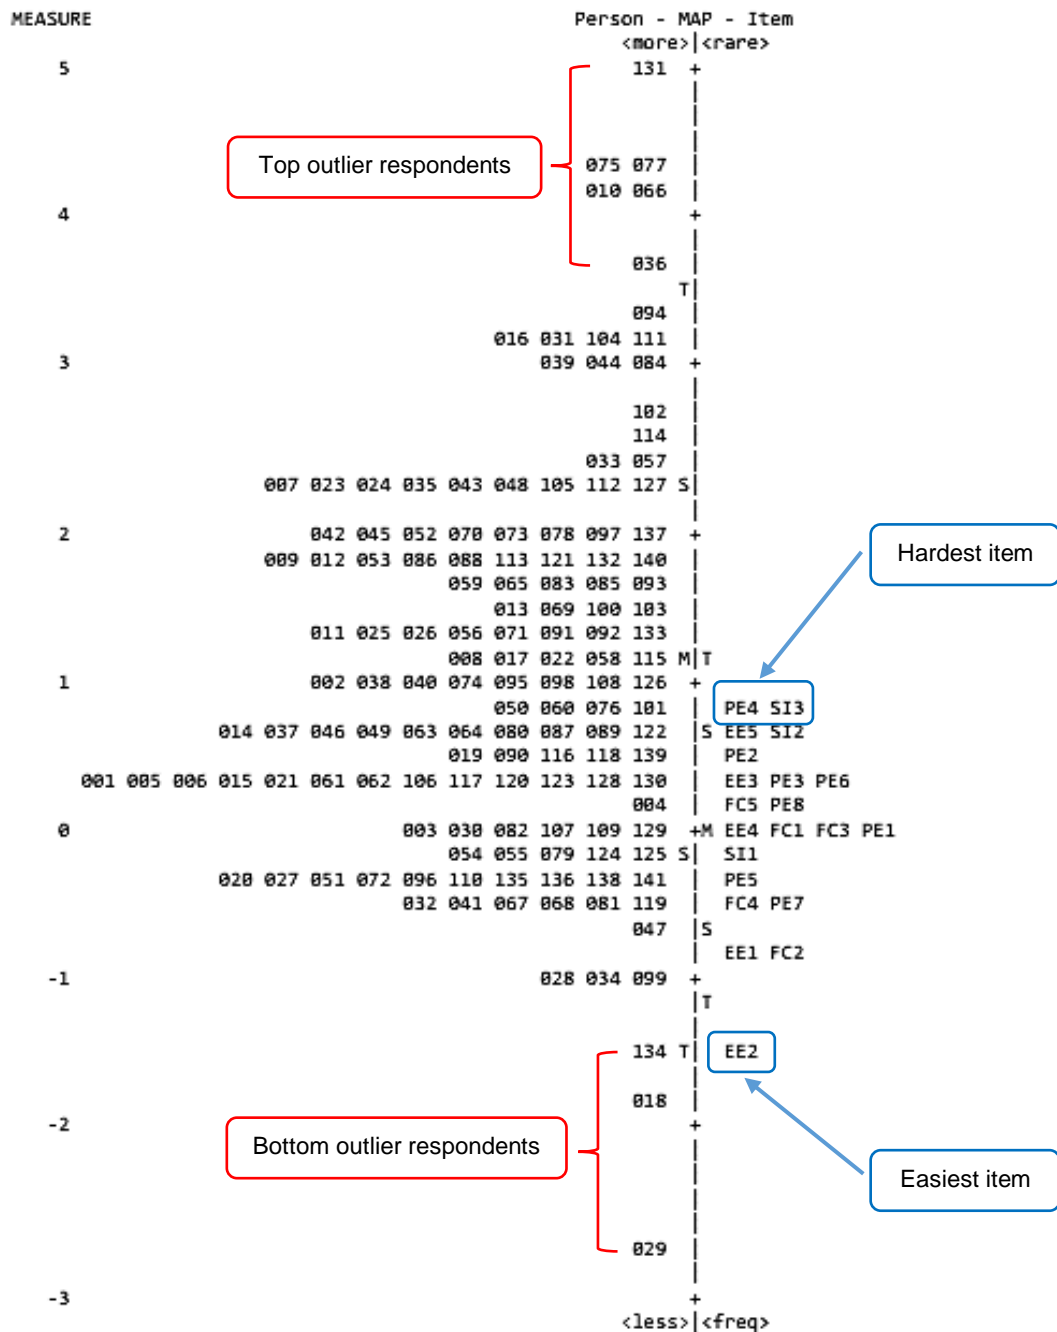 MEASURE Person - MAP - Item
<more>|<rare>
5 131 +
|
|
|
Top outlier respondents
075 077 |
010 066 |
4 +
|
036 |
T|
094 |
016 031 104 111 |
3 039 044 084 +
|
102 |
114 |
033 057 |
007 023 024 035 043 048 105 112 127 S|
|
2 042 045 052 070 073 078 097 137 +
Hardest item
009 012 053 086 088 113 121 132 140 |
059 065 083 085 093 |
013 069 100 103 |
011 025 026 056 071 091 092 133 |
008 017 022 058 115 M|T
1 002 038 040 074 095 098 108 126 +
050 060 076 101 | PE4 SI3
014 037 046 049 063 064 080 087 089 122 |S EE5 SI2
019 090 116 118 139 | PE2
001 005 006 015 021 061 062 106 117 120 123 128 130 | EE3 PE3 PE6
004 | FC5 PE8
0 003 030 082 107 109 129 +M EE4 FC1 FC3 PE1
054 055 079 124 125 S| SI1
020 027 051 072 096 110 135 136 138 141 | PE5
032 041 067 068 081 119 | FC4 PE7
047 |S
| EE1 FC2
-1 028 034 099 +
|T
|
134 T| EE2
|
018 |
-2 +
Bottom outlier respondents
Easiest item
|
|
|
|
029 |
|
-3 +
<less>|<freq>